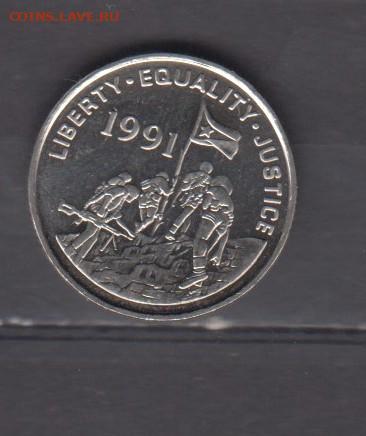 COINS.LAVE.RU
LIBERTY · EQUALITY · JUSTICE
1991